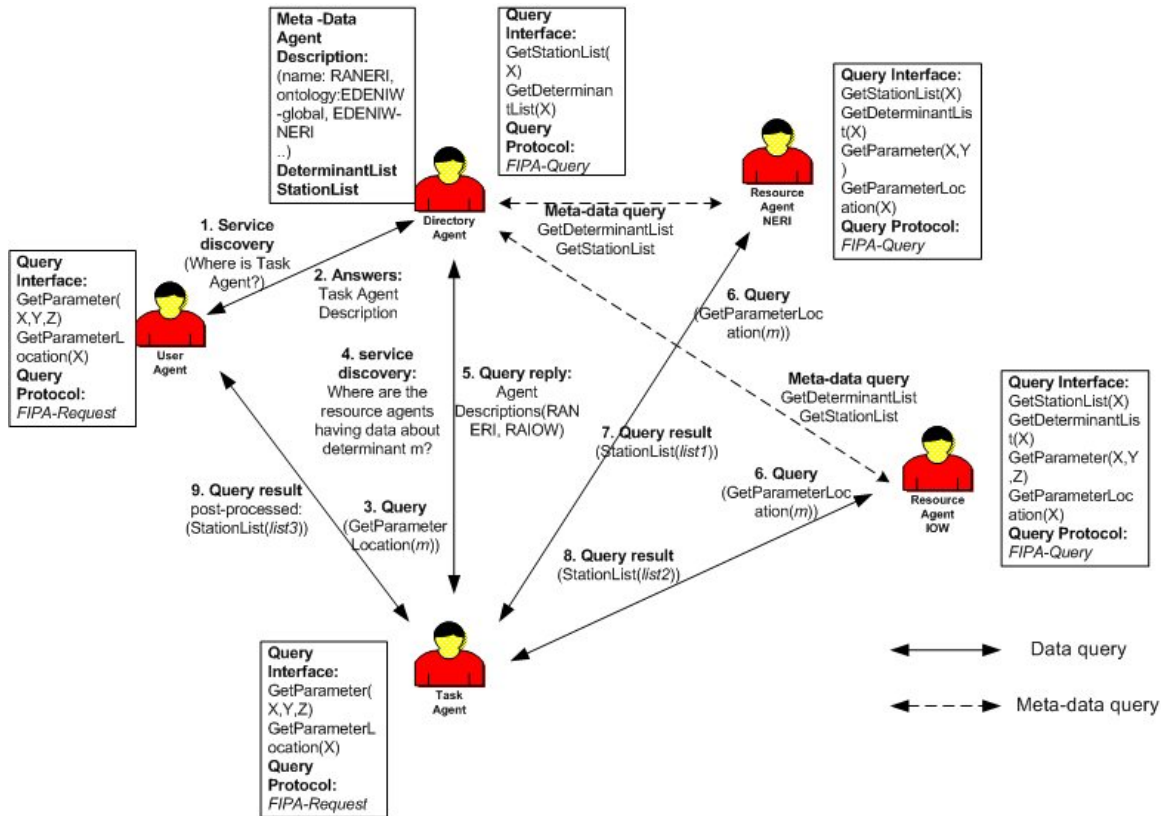 Meta -Data
Agent
Description:
(name: RANERI,
ontology:EDENIW
-global, EDENIW-
NERI
..)
DeterminantList
StationList
Query
Interface:
GetStationList(
X)
GetDeterminan
tList(X)
Query
Protocol:
FIPA-Query
Query Interface:
GetStationList(X)
GetDeterminantLis
t(X)
GetParameter(X,Y
)
GetParameterLoc
ation(X)
Query Protocol:
FIPA-Query
Directory
Agent
Resource
Agent
NERI
Meta-data query
GetDeterminantList
GetStationList
1. Service
discovery
(Where is Task
Agent?)
2. Answers:
Task Agent
Description
Query
Interface:
GetParameter(
X,Y,Z)
GetParameterL
ocation(X)
Query
Protocol:
FIPA-Request
User
Agent
4. service
discovery:
Where are the
resource agents
having data about
determinant m?
5. Query reply:
Agent
Descriptions(RAN
ERI, RAIOW)
6. Query
(GetParameterLoc
ation(m))
Meta-data query
GetDeterminantList
GetStationList
Query Interface:
GetStationList(X)
GetDeterminantLis
t(X)
GetParameter(X,Y
,Z)
GetParameterLoc
ation(X)
Query Protocol:
FIPA-Query
7. Query result
(StationList(list1))
6. Query
(GetParameterLoc
ation(m))
Resource
Agent
IOW
9. Query result
post-processed:
(StationList(list3))
3. Query
(GetParameter
Location(m))
8. Query result
(StationList(list2))
Query
Interface:
GetParameter(
X,Y,Z)
GetParameterL
ocation(X)
Query
Protocol:
FIPA-Request
Task
Agent
Data query
Meta-data query